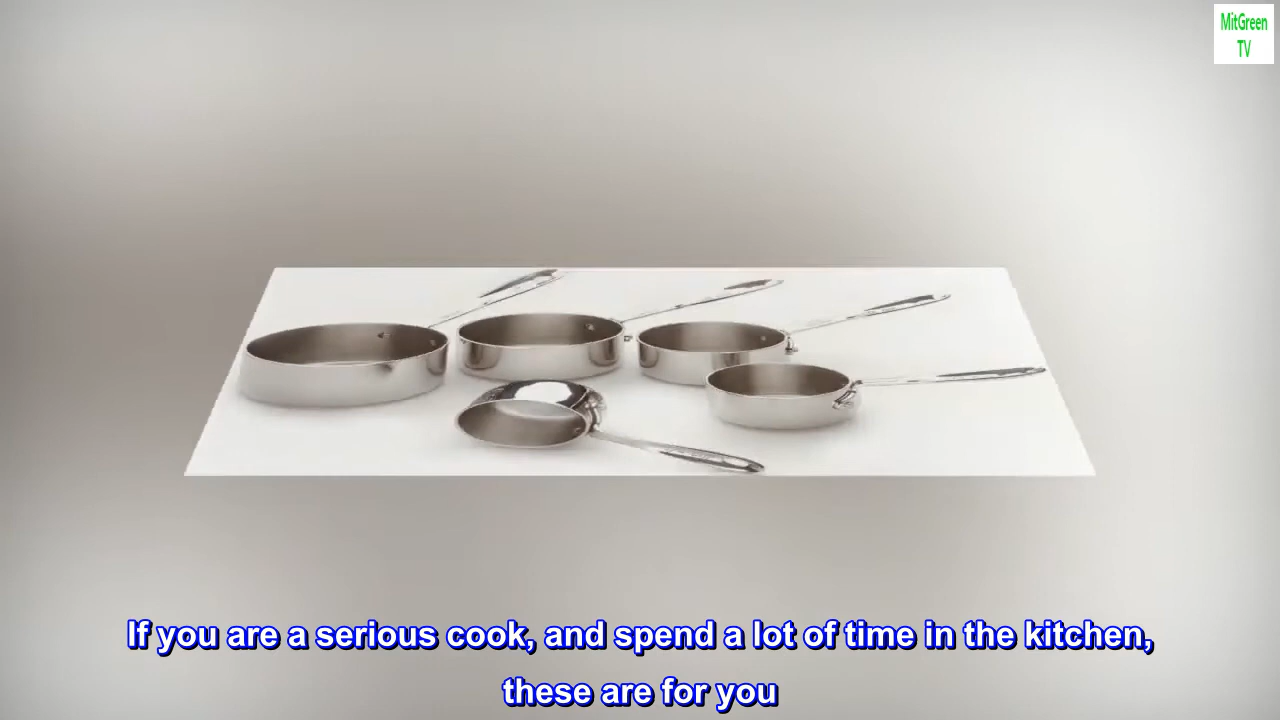 MitGreen
TV
If you are a serious cook, and spend a lot of time in the kitchen,
these are for you